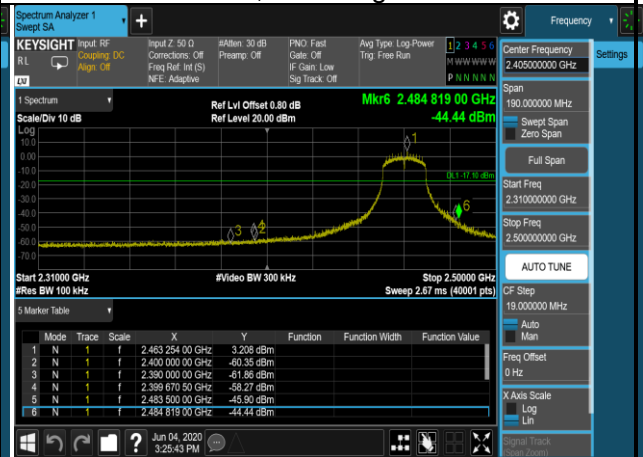 Spectrum Analyzer 1
Swept SA
+
Frequency
KEYSIGHT Input: RF
RL
Coupling: DC
Align: Off
LXI
Input Z: 50 Ω
Corrections: Off
Freq Ref: Int (S)
NFE: Adaptive
#Atten: 30 dB
Preamp: Off
PNO: Fast
Gate: Off
IF Gain: Low
Sig Track: Off
Avg Type: Log-Power
Trig: Free Run
1 2 3 4 5 6
M W W W W W
P N N N N N
Center Frequency
2.405000000 GHz
Settings
1 Spectrum
Scale/Div 10 dB
Ref Lvl Offset 0.80 dB
Ref Level 20.00 dBm
Mkr6 2.484 819 00 GHz
-44.44 dBm
Span
190.000000 MHz
Swept Span
Zero Span
Full Span
Log
10.0
0.00
-10.0
-20.0
-30.0
-40.0
-50.0
-60.0
-70.0
1
DL1 -17.10 dBm
6
3
Start Freq
2.310000000 GHz
Stop Freq
2.500000000 GHz
AUTO TUNE
Start 2.31000 GHz
#Res BW 100 kHz
#Video BW 300 kHz
Stop 2.50000 GHz
Sweep 2.67 ms (40001 pts)
CF Step
19.000000 MHz
Auto
Man
Freq Offset
0 Hz
X Axis Scale
Log
Lin
Signal Track
(Span Zoom)
5 Marker Table
Mode Trace Scale X Y Function Function Width Function Value
1 N 1 f 2.463 254 00 GHz 3.208 dBm
2 N 1 f 2.400 000 00 GHz -60.35 dBm
3 N 1 f 2.390 000 00 GHz -61.86 dBm
4 N 1 f 2.399 670 50 GHz -58.27 dBm
5 N 1 f 2.483 500 00 GHz -45.90 dBm
6 N 1 f 2.484 819 00 GHz -44.44 dBm
?
Jun 04, 2020
3:25:43 PM